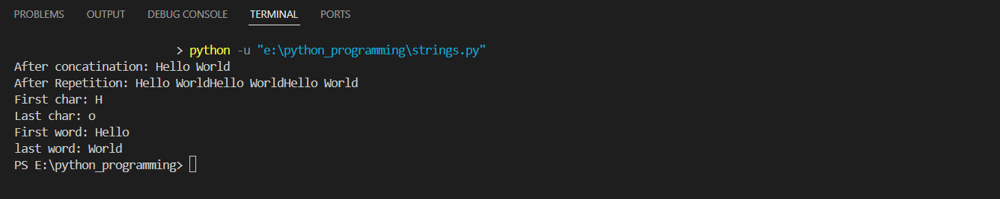 PROBLEMS OUTPUT DEBUG CONSOLE TERMINAL PORTS
> python -u "e:\python_programming\strings.py"
After concatination: Hello World
After Repetition: Hello WorldHello WorldHello World
First char: H
Last char: o
First word: Hello
last word: World
PS E:\python_programming>